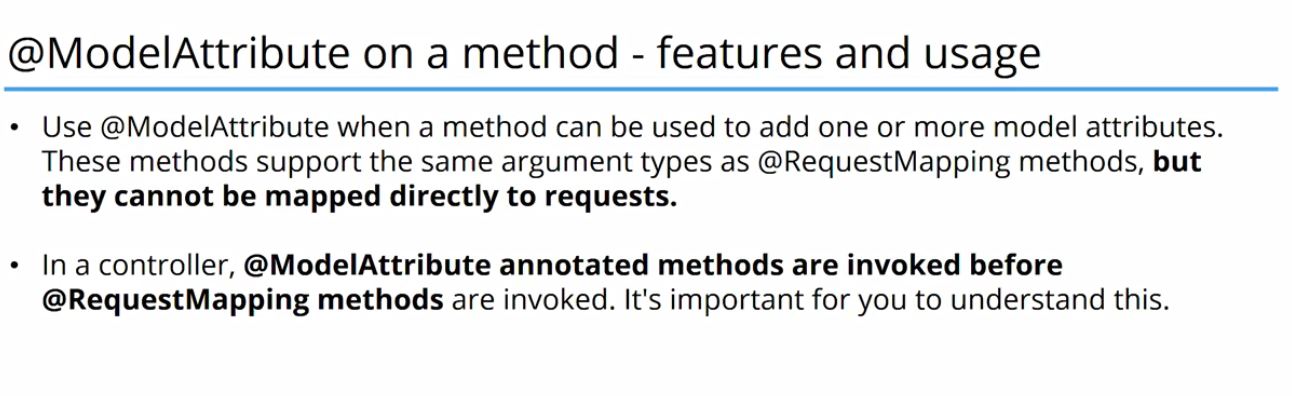 @ModelAttribute on a method - features and usage
• Use @ModelAttribute when a method can be used to add one or more model attributes.
These methods support the same argument types as @RequestMapping methods, but
they cannot be mapped directly to requests.
• In a controller, @ModelAttribute annotated methods are invoked before
@RequestMapping methods are invoked. It's important for you to understand this.